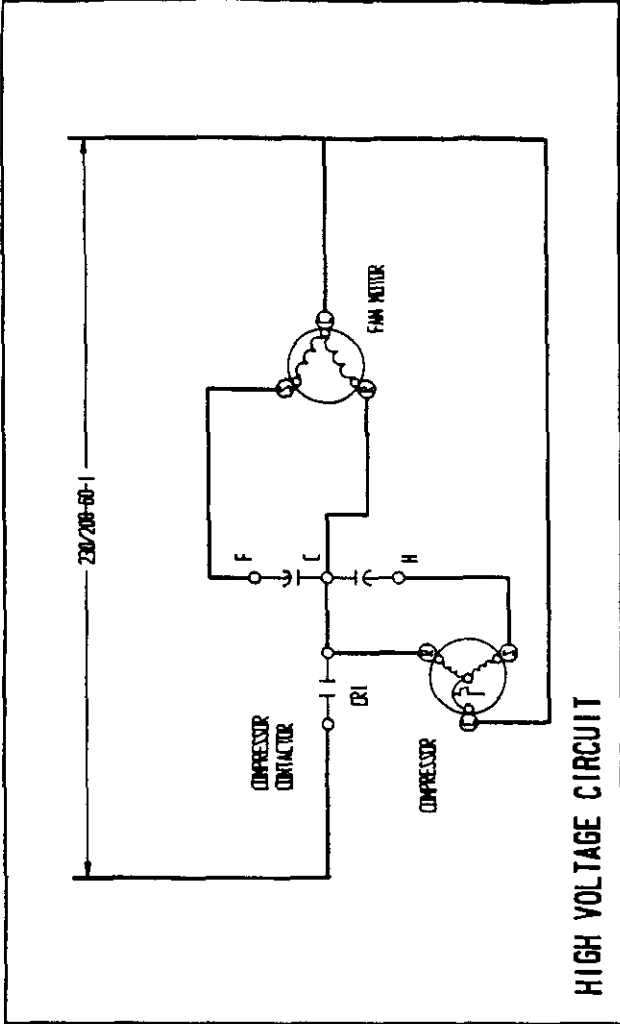 230/208-60-1
F
C
H
S
R
C
FAN MOTOR
COMPRESSOR
CONTACTOR
CR1
R
S
C
COMPRESSOR
HIGH VOLTAGE CIRCUIT